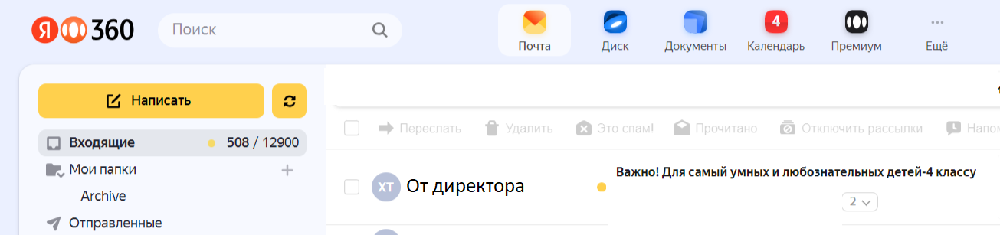 Я 360
Поиск
Почта
Диск
Документы
4
Календарь
Премиум
Ещё
Написать
Входящие 508 / 12900
Мои папки
Archive
Отправленные
Переслать Удалить Это спам! Прочитано Отключить рассылки
ХТ От директора
Важно! Для самый умных и любознательных детей-4 классу
2